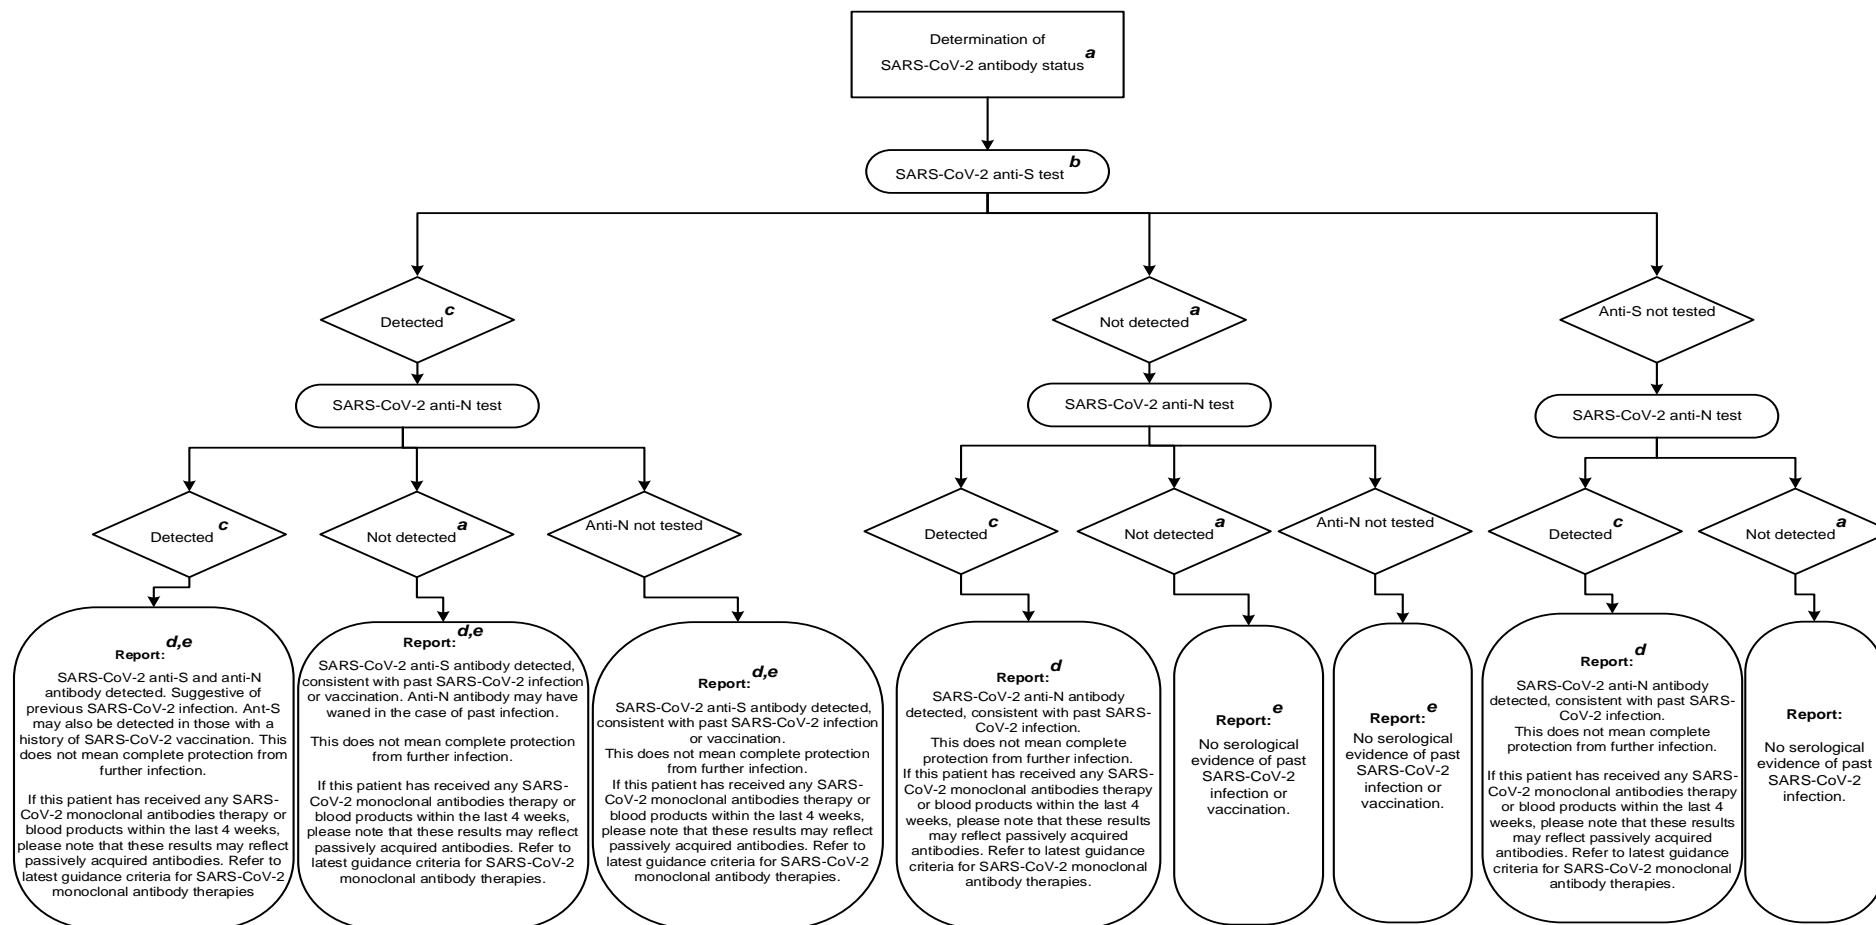 Determination of
SARS-CoV-2 antibody status a
SARS-CoV-2 anti-S test b
Detected c
Not detected a
Anti-S not tested
SARS-CoV-2 anti-N test
SARS-CoV-2 anti-N test
SARS-CoV-2 anti-N test
Detected c
Not detected a
Anti-N not tested
Detected c
Not detected a
Anti-N not tested
Detected c
Not detected a
Report: d,e
SARS-CoV-2 anti-S and anti-N
antibody detected. Suggestive of
previous SARS-CoV-2 infection. Ant-S
may also be detected in those with a
history of SARS-CoV-2 vaccination. This
does not mean complete protection from
further infection.
If this patient has received any SARS-
CoV-2 monoclonal antibodies therapy or
blood products within the last 4 weeks,
please note that these results may reflect
passively acquired antibodies. Refer to
latest guidance criteria for SARS-CoV-2
monoclonal antibody therapies
Report: d,e
SARS-CoV-2 anti-S antibody detected,
consistent with past SARS-CoV-2 infection
or vaccination. Anti-N antibody may have
waned in the case of past infection.
This does not mean complete protection
from further infection.
If this patient has received any SARS-
CoV-2 monoclonal antibodies therapy or
blood products within the last 4 weeks,
please note that these results may reflect
passively acquired antibodies. Refer to
latest guidance criteria for SARS-CoV-2
monoclonal antibody therapies.
Report: d,e
SARS-CoV-2 anti-S antibody detected,
consistent with past SARS-CoV-2 infection
or vaccination.
This does not mean complete protection
from further infection.
If this patient has received any SARS-
CoV-2 monoclonal antibodies therapy or
blood products within the last 4 weeks,
please note that these results may reflect
passively acquired antibodies. Refer to
latest guidance criteria for SARS-CoV-2
monoclonal antibody therapies.
Report: d
SARS-CoV-2 anti-N antibody
detected, consistent with past SARS-
CoV-2 infection.
This does not mean complete
protection from further infection.
If this patient has received any SARS-
CoV-2 monoclonal antibodies therapy
or blood products within the last 4
weeks, please note that these results
may reflect passively acquired
antibodies. Refer to latest guidance
criteria for SARS-CoV-2 monoclonal
antibody therapies.
Report: e
No serological
evidence of past
SARS-CoV-2
infection or
vaccination.
Report: e
No serological
evidence of past
SARS-CoV-2
infection or
vaccination.
Report: d
SARS-CoV-2 anti-N antibody
detected, consistent with past SARS-
CoV-2 infection.
This does not mean complete
protection from further infection.
If this patient has received any SARS-
CoV-2 monoclonal antibodies therapy
or blood products within the last 4
weeks, please note that these results
may reflect passively acquired
antibodies. Refer to latest guidance
criteria for SARS-CoV-2 monoclonal
antibody therapies.
Report:
No serological
evidence of past
SARS-CoV-2
infection.